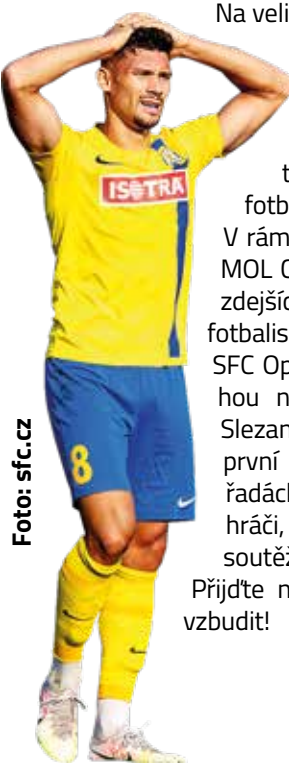 Na veli
t
fotb
V rám
MOL C
zdejšíc
fotbalis
SFC Op
hou n
Slezan
první
řadách
hráči,
soutěž
Přijďte n
vzbudit!
ISOTRA
8
Foto: sfc.cz